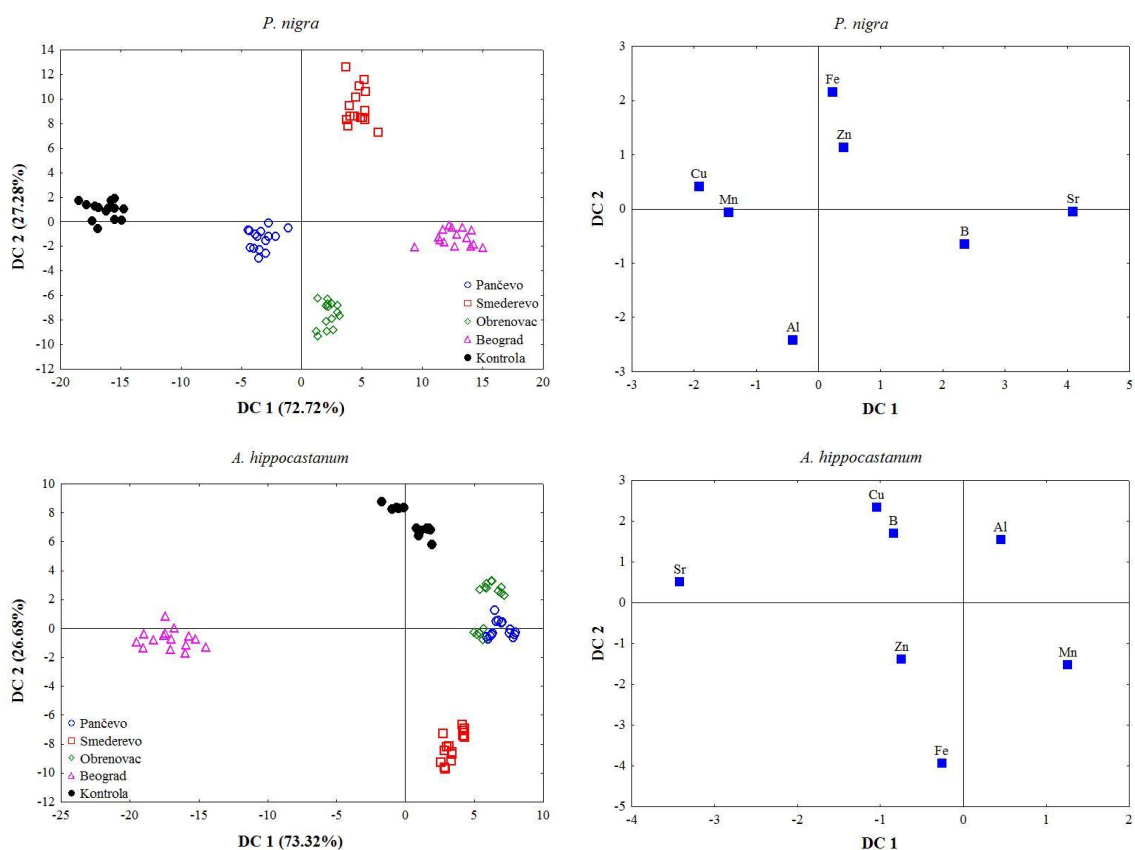 P. nigra
14
12
10
8
6
4
2
0
-2
-4
-6
-8
-10
-12
-20 -15 -10 -5 0 5 10 15 20
DC 2 (27.28%)
DC 1 (72.72%)
Pančevo
Smederevo
Obrenovac
Beograd
Kontrola
P. nigra
3
2
1
0
-1
-2
-3
-3 -2 -1 0 1 2 3 4 5
DC 2
DC 1
Fe
Zn
Cu
Mn
Sr
B
Al
A. hippocastanum
10
8
6
4
2
0
-2
-4
-6
-8
-10
-12
-25 -20 -15 -10 -5 0 5 10
DC 2 (26.68%)
DC 1 (73.32%)
Pančevo
Smederevo
Obrenovac
Beograd
Kontrola
A. hippocastanum
3
2
1
0
-1
-2
-3
-4
-5
-4 -3 -2 -1 0 1 2
DC 2
DC 1
Cu
B
Al
Sr
Zn
Mn
Fe